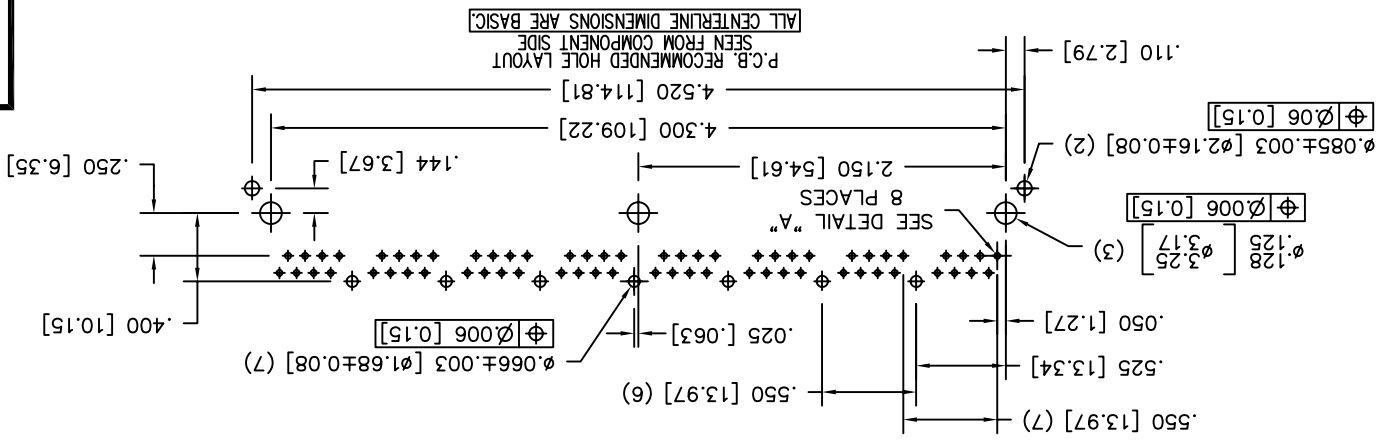 .550 [13.97] (7)
.550 [13.97] (6)
.525 [13.34]
ø.066±.003 [ø1.68±0.08] (7)
⌖ Ø0.006 [0.15]
.050 [1.27]
.025 [.063]
.400 [10.15]
ø.128
.125
[ø3.25
3.17] (3)
⌖ Ø0.006 [0.15]
SEE DETAIL "A"
8 PLACES
ø.085±.003 [ø2.16±0.08] (2)
⌖ Ø0.06 [0.15]
2.150 [54.61]
.144 [3.67]
.250 [6.35]
4.300 [109.22]
4.520 [114.81]
.110 [2.79]
P.C.B. RECOMMENDED HOLE LAYOUT
SEEN FROM COMPONENT SIDE
ALL CENTERLINE DIMENSIONS ARE BASIC.